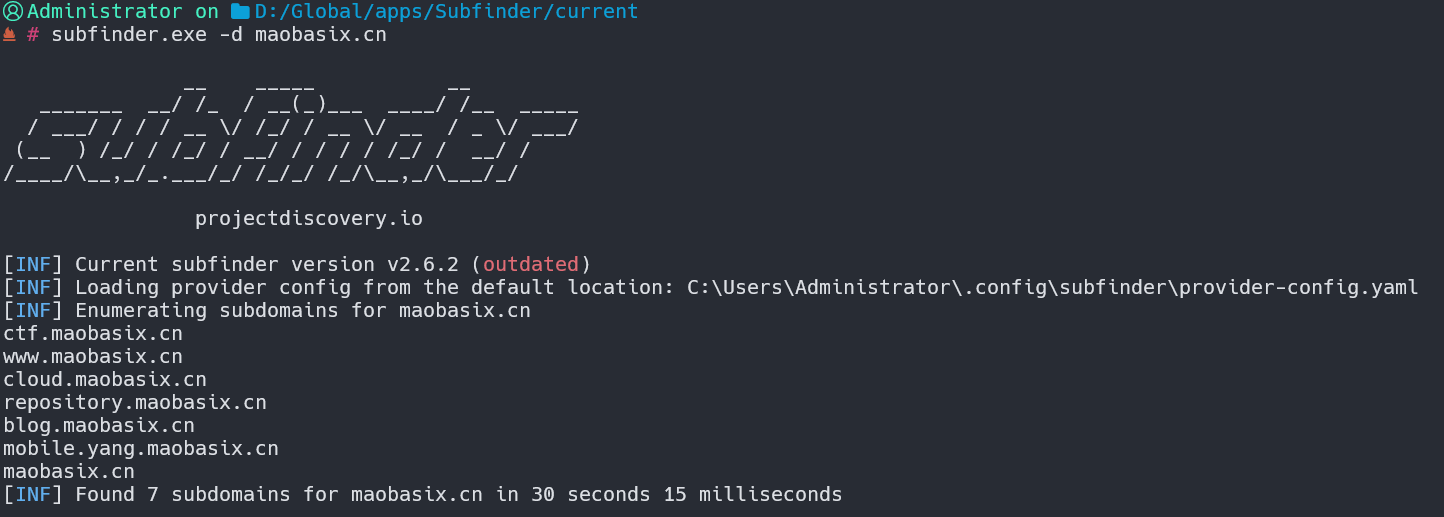 Administrator on D:/Global/apps/Subfinder/current
# subfinder.exe -d maobasix.cn
               __    _____           __
   _______  __/ /_  / __(_)___  ____/ /__  _____
  / ___/ / / / __ \/ /_/ / __ \/ __  / _ \/ ___/
 (__  ) /_/ / /_/ / __/ / / / / /_/ /  __/ /
/____/\__,_/_.___/_/ /_/_/ /_/\__,_/\___/_/
projectdiscovery.io
[INF] Current subfinder version v2.6.2 (outdated)
[INF] Loading provider config from the default location: C:\Users\Administrator\.config\subfinder\provider-config.yaml
[INF] Enumerating subdomains for maobasix.cn
ctf.maobasix.cn
www.maobasix.cn
cloud.maobasix.cn
repository.maobasix.cn
blog.maobasix.cn
mobile.yang.maobasix.cn
maobasix.cn
[INF] Found 7 subdomains for maobasix.cn in 30 seconds 15 milliseconds